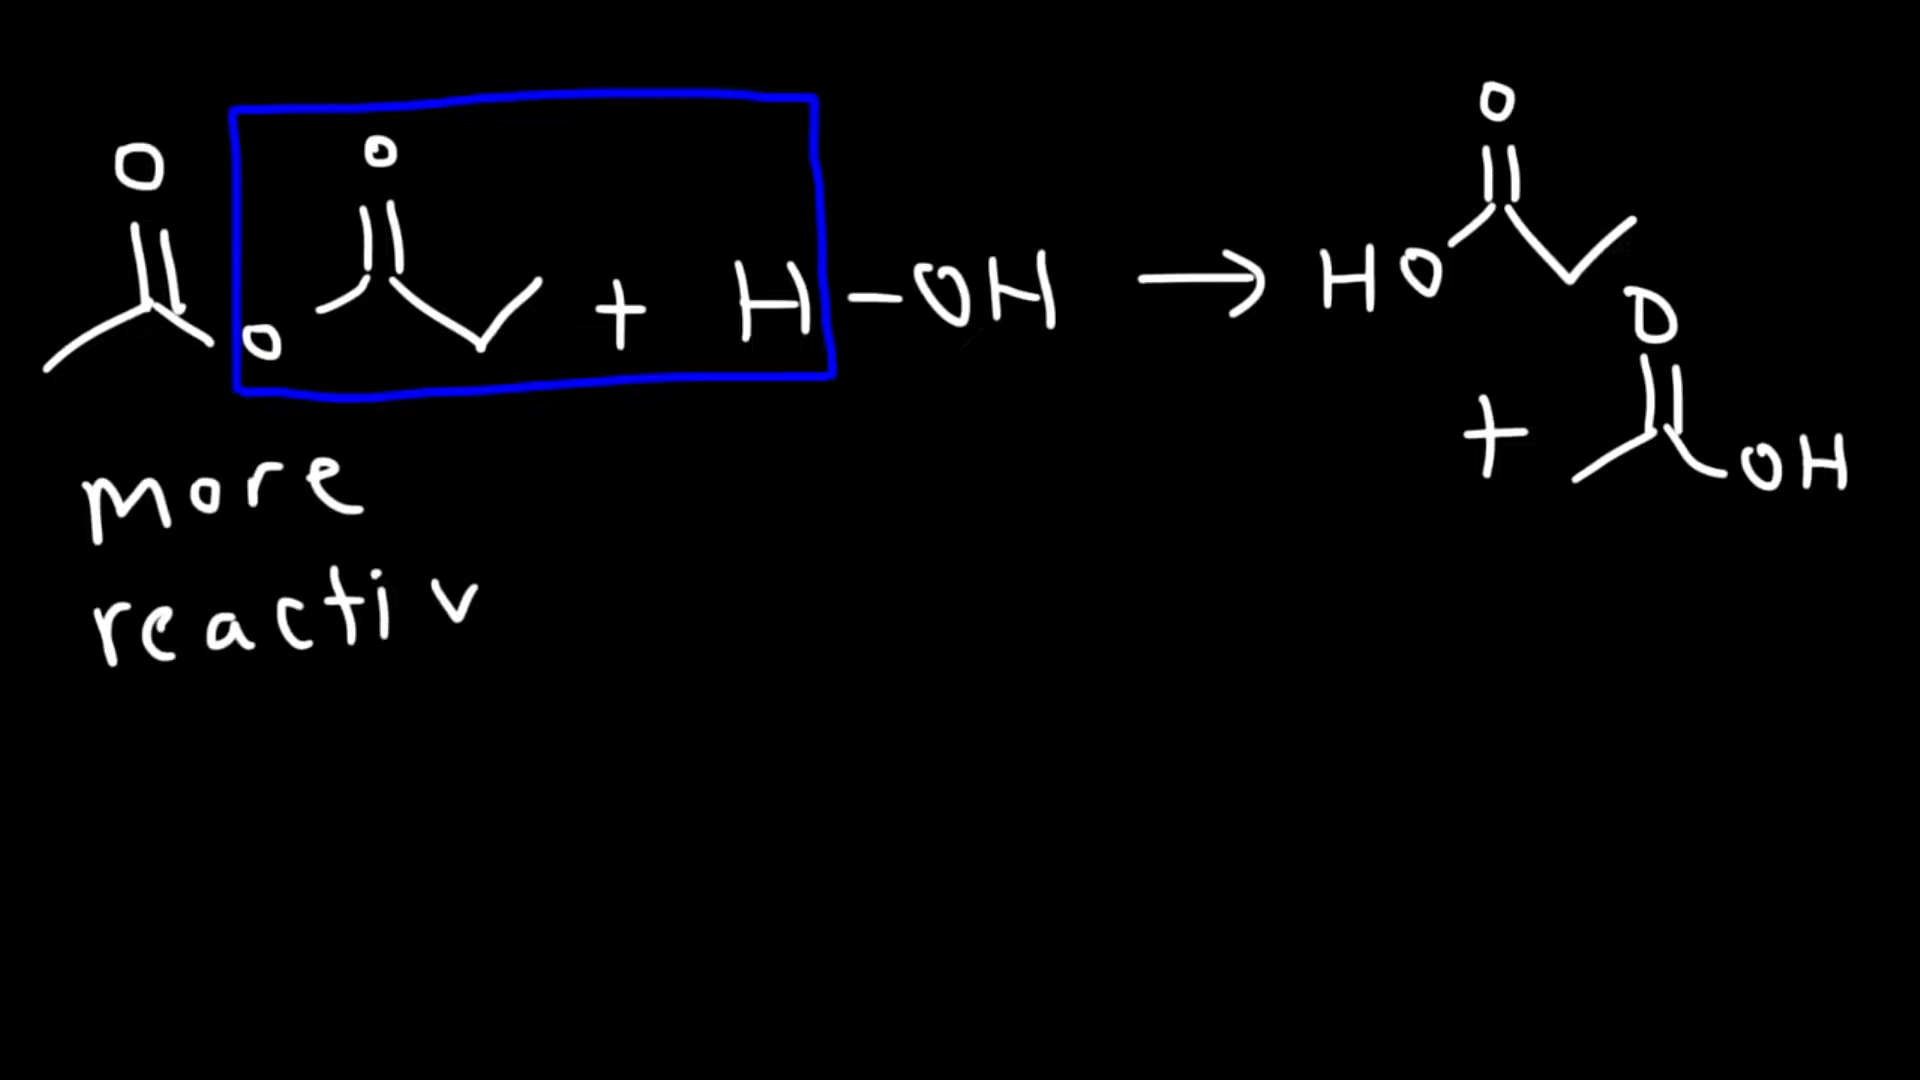 O O O
O + H-OH → HO
O
+ OH
more
reactiv